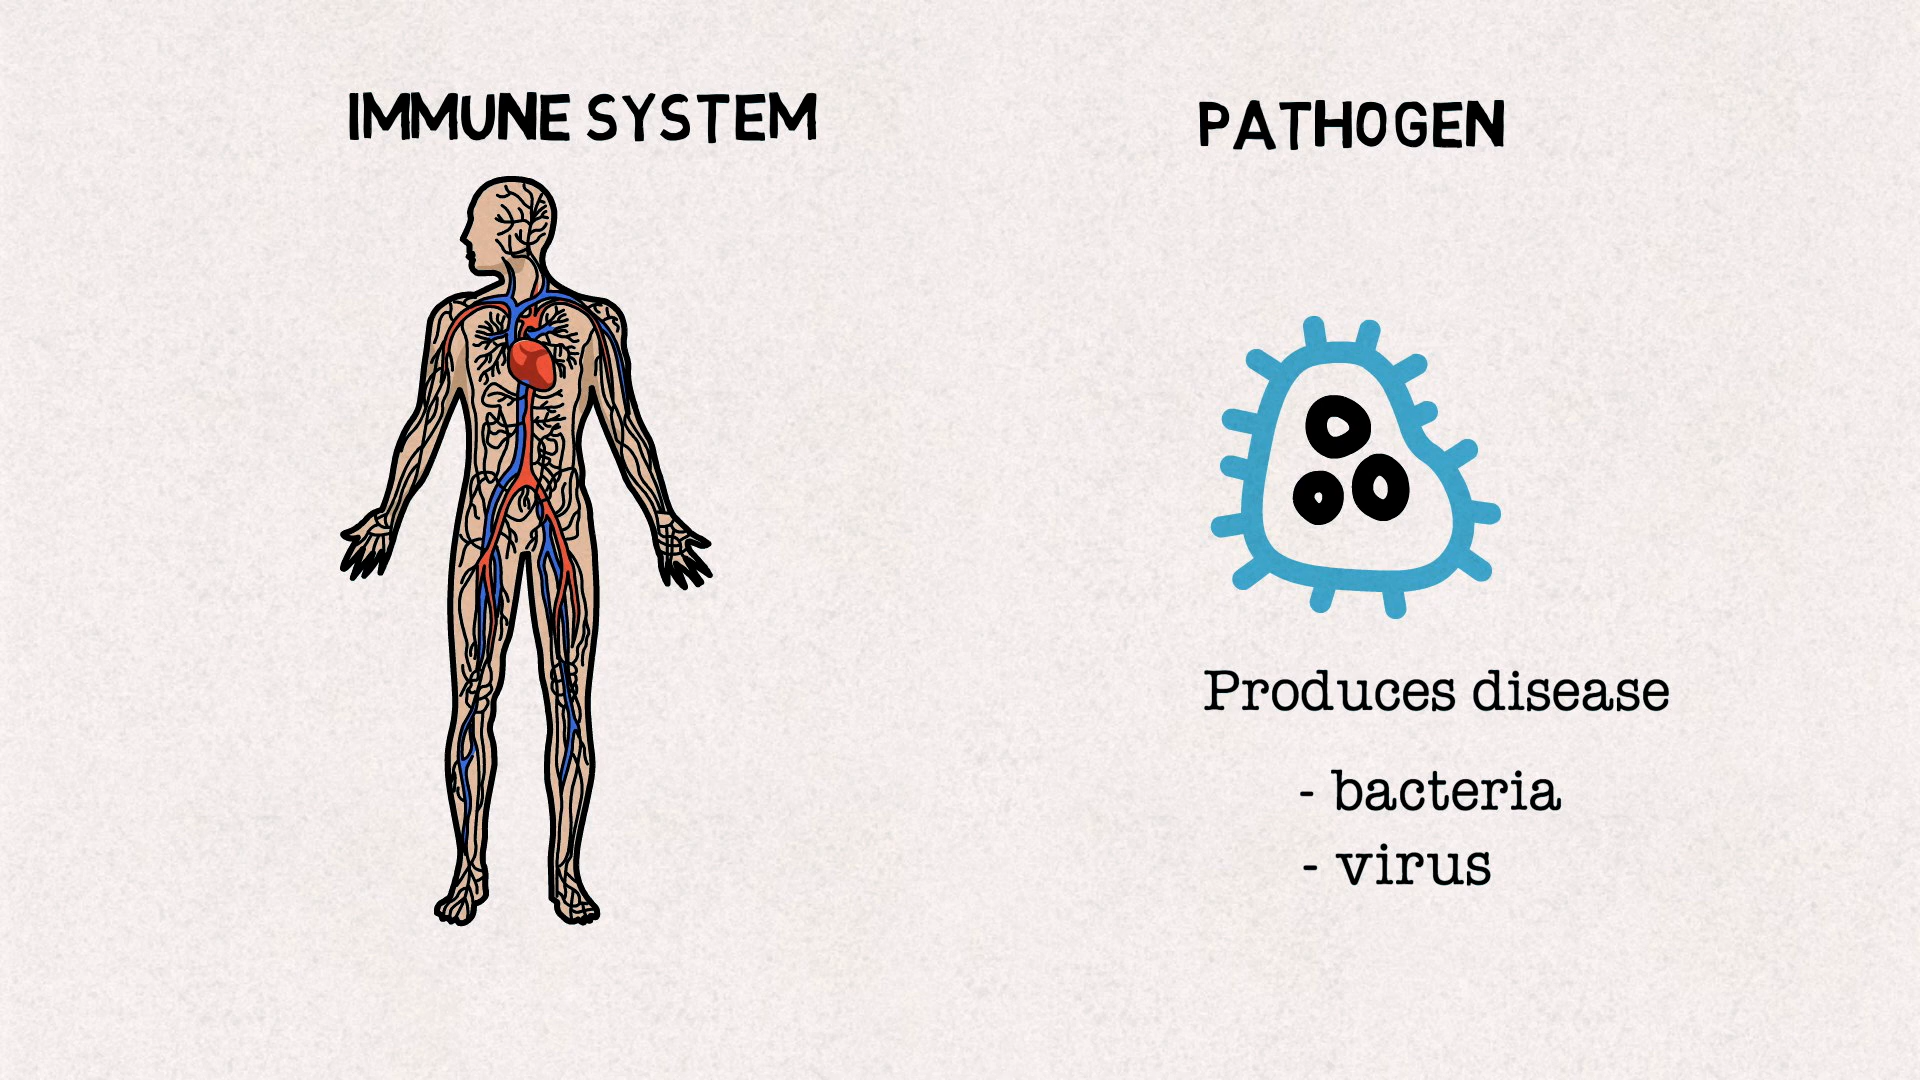 IMMUNE SYSTEM
PATHOGEN
Produces disease
- bacteria
- virus